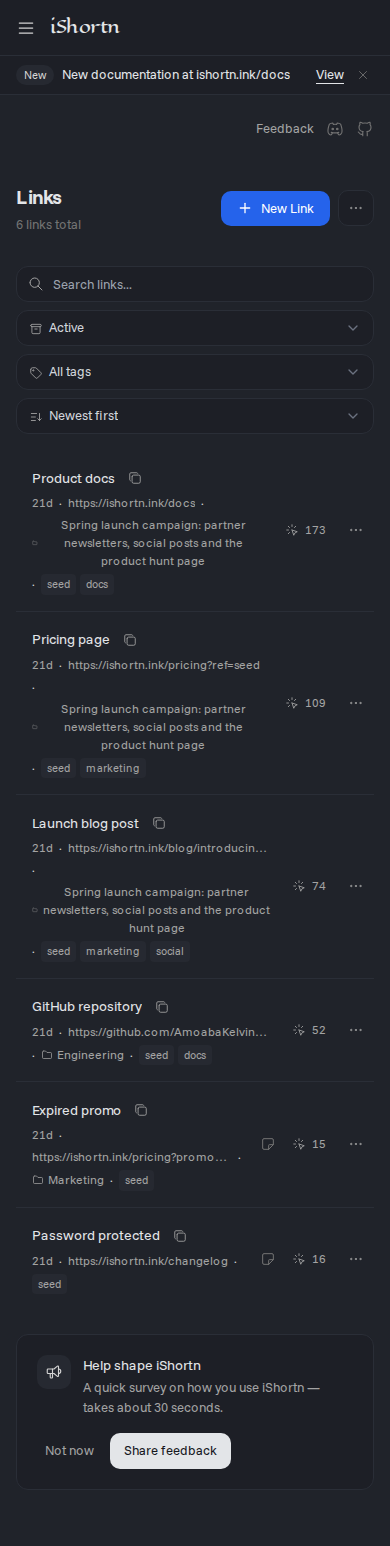 iShortn
New New documentation at ishortn.ink/docs View
Feedback
Links
6 links total
New Link
Search links...
Active
All tags
Newest first
Product docs
21d · https://ishortn.ink/docs ·
Spring launch campaign: partner
newsletters, social posts and the
product hunt page
173
· seed docs
Pricing page
21d · https://ishortn.ink/pricing?ref=seed
·
Spring launch campaign: partner
newsletters, social posts and the
product hunt page
109
· seed marketing
Launch blog post
21d · https://ishortn.ink/blog/introducin...
·
Spring launch campaign: partner
newsletters, social posts and the product
hunt page
74
· seed marketing social
GitHub repository
21d · https://github.com/AmoabaKelvin...
52
· Engineering · seed docs
Expired promo
21d ·
https://ishortn.ink/pricing?promo... ·
15
Marketing · seed
Password protected
21d · https://ishortn.ink/changelog ·
16
seed
Help shape iShortn
A quick survey on how you use iShortn —
takes about 30 seconds.
Not now Share feedback